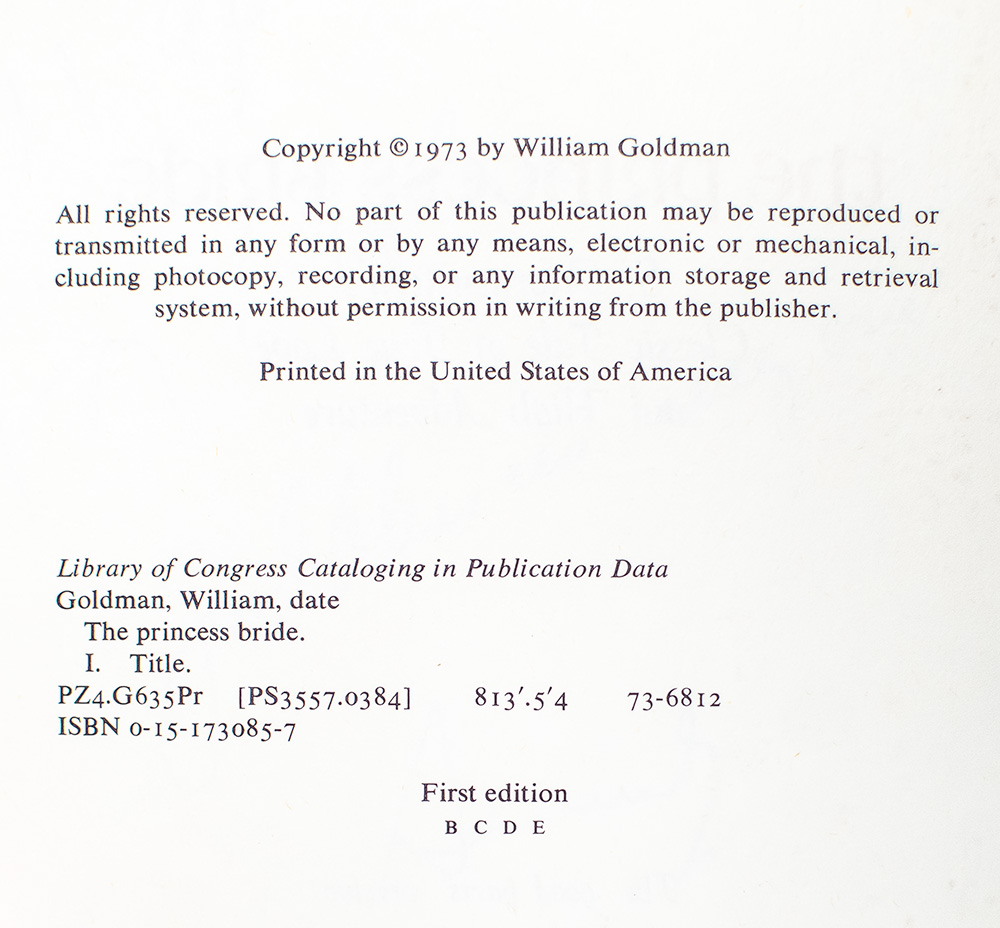 Copyright © 1973 by William Goldman
All rights reserved. No part of this publication may be reproduced or
transmitted in any form or by any means, electronic or mechanical, in-
cluding photocopy, recording, or any information storage and retrieval
system, without permission in writing from the publisher.
Printed in the United States of America
Library of Congress Cataloging in Publication Data
Goldman, William, date
The princess bride.
I. Title.
PZ4.G635Pr [PS3557.0384] 813′.5′4 73-6812
ISBN 0-15-173085-7
First edition
B C D E